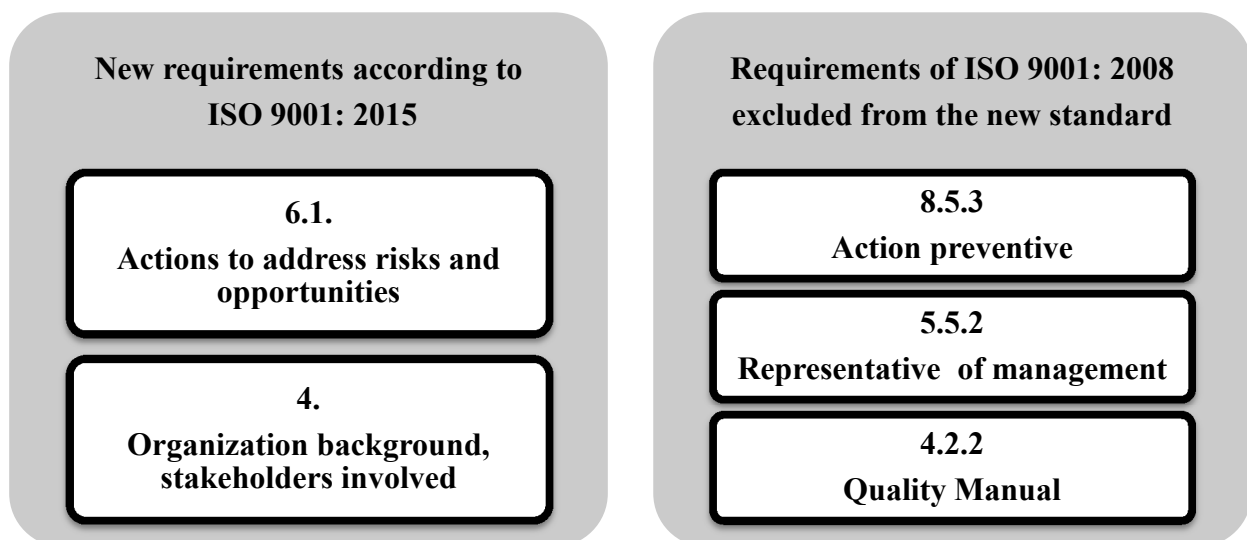 New requirements according to
ISO 9001: 2015
6.1.
Actions to address risks and
opportunities
4.
Organization background,
stakeholders involved
Requirements of ISO 9001: 2008
excluded from the new standard
8.5.3
Action preventive
5.5.2
Representative of management
4.2.2
Quality Manual